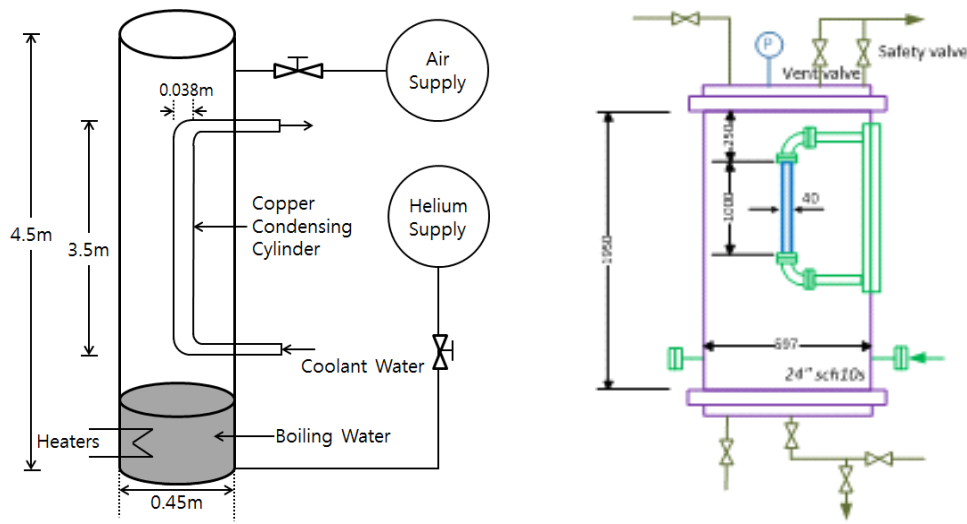 0.038m
4.5m
3.5m
Air
Supply
Copper
Condensing
Cylinder
Helium
Supply
Coolant Water
Heaters
Boiling Water
0.45m
P
Safety valve
Vent valve
250
1000
40
1950
697
24" sch10s